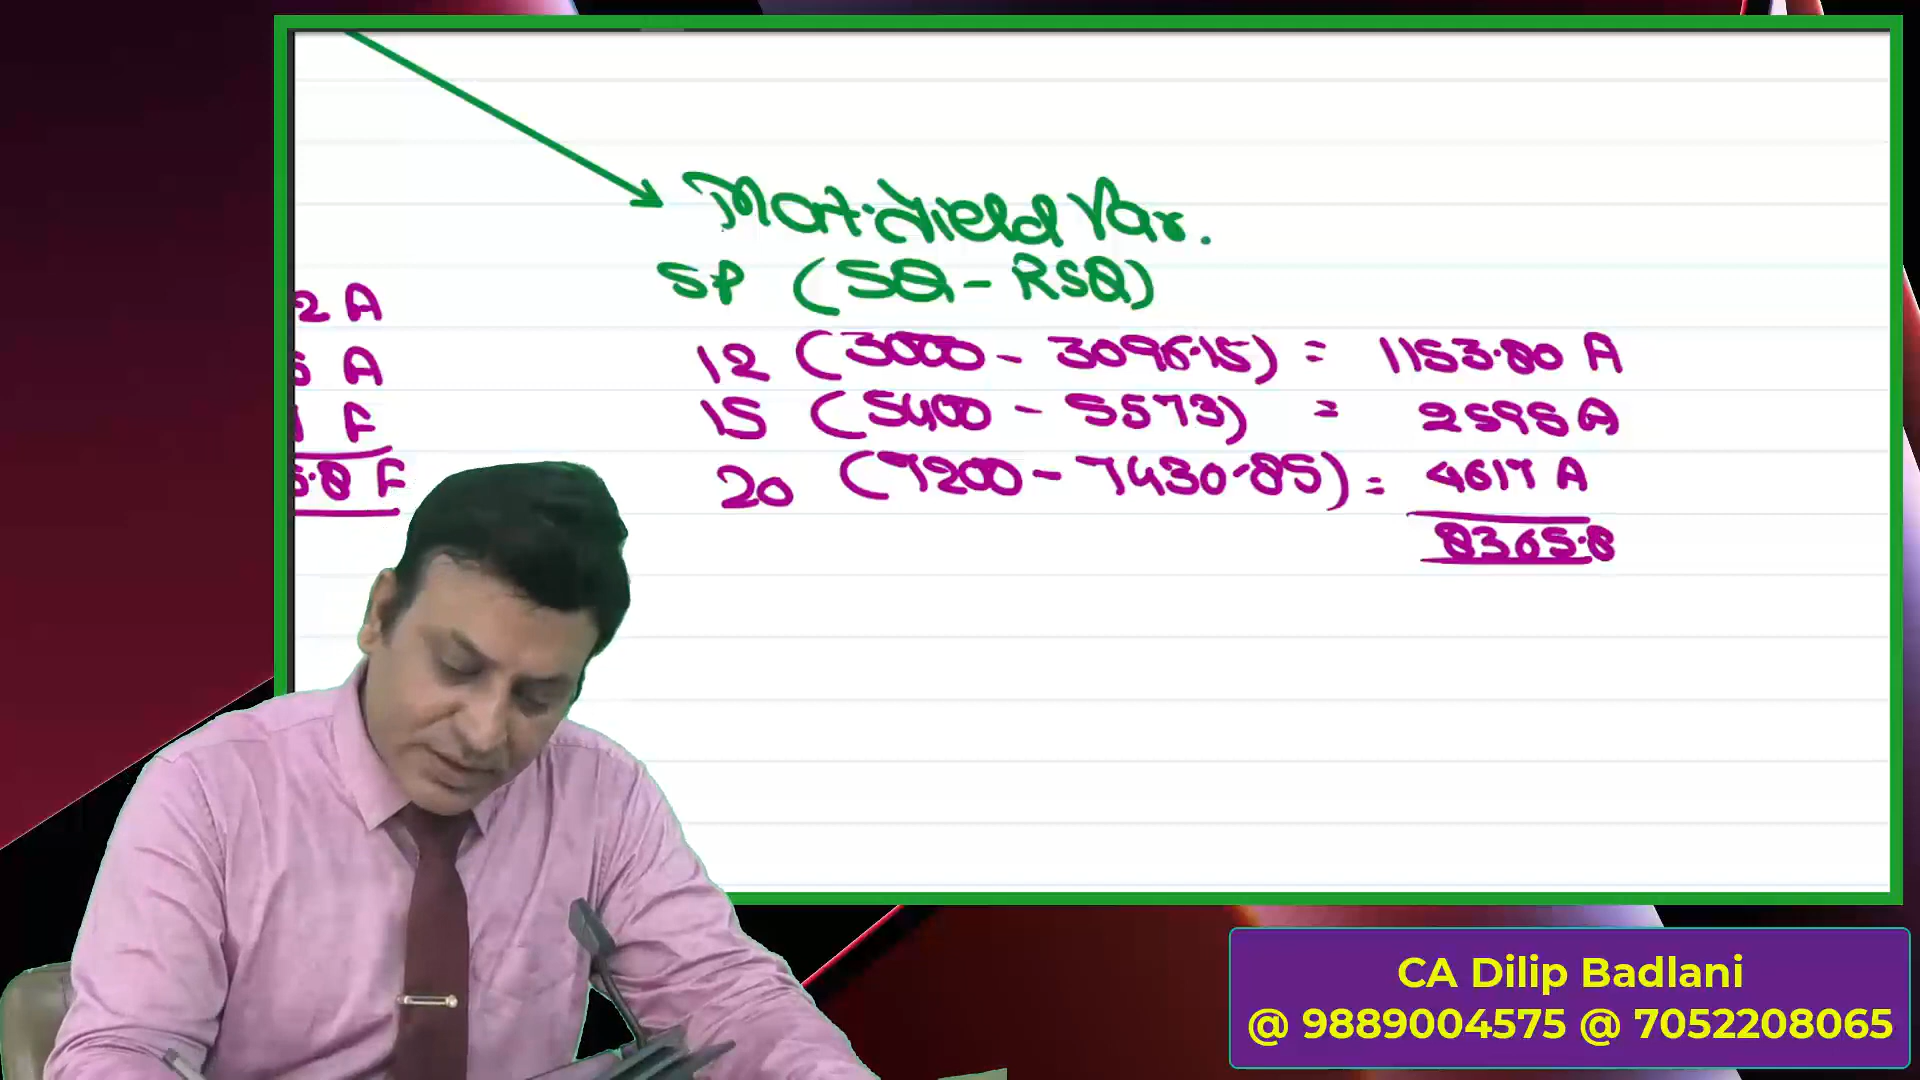 Mat. Yield Var.
SP (SQ - RSQ)
2 A
12 (3000 - 3096.15) = 1153.80 A
A
15 (5400 - 5573) = 2595 A
F
20 (7200 - 7430.85) = 4617 A
.8 F
8365.8
CA Dilip Badlani
@ 9889004575 @ 7052208065